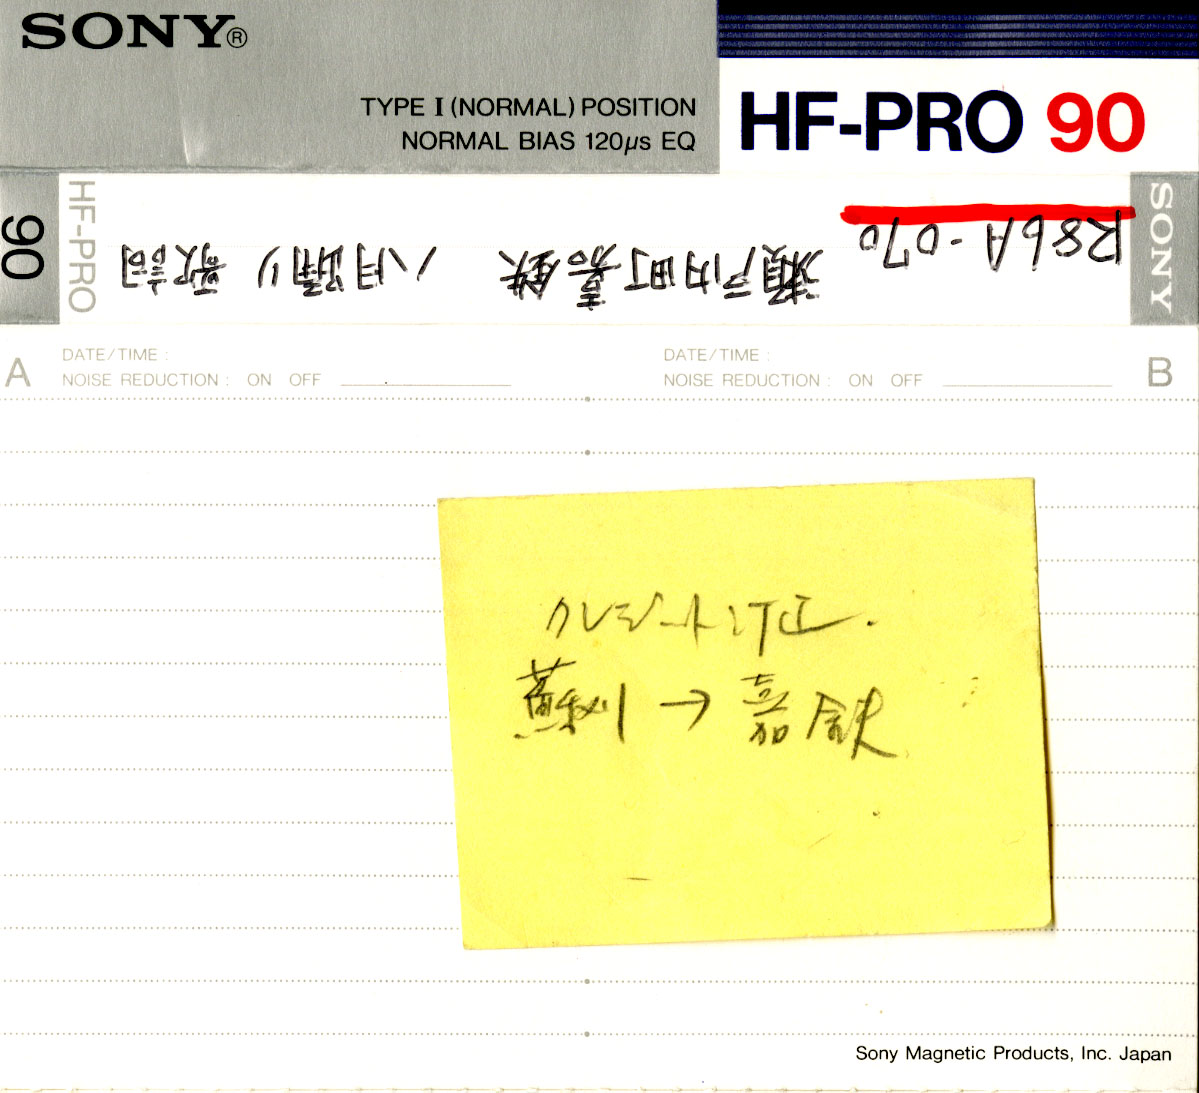 SONY®
TYPE I (NORMAL) POSITION
NORMAL BIAS 120μs EQ
HF-PRO 90
90
HF-PRO
R86A-070 瀬戸内町嘉鉄 八月踊り 歌詞
SONY
A
DATE/TIME :
NOISE REDUCTION : ON OFF
DATE/TIME :
NOISE REDUCTION : ON OFF
B
クレジット訂正.
蘇刈 → 嘉鉄
Sony Magnetic Products, Inc. Japan